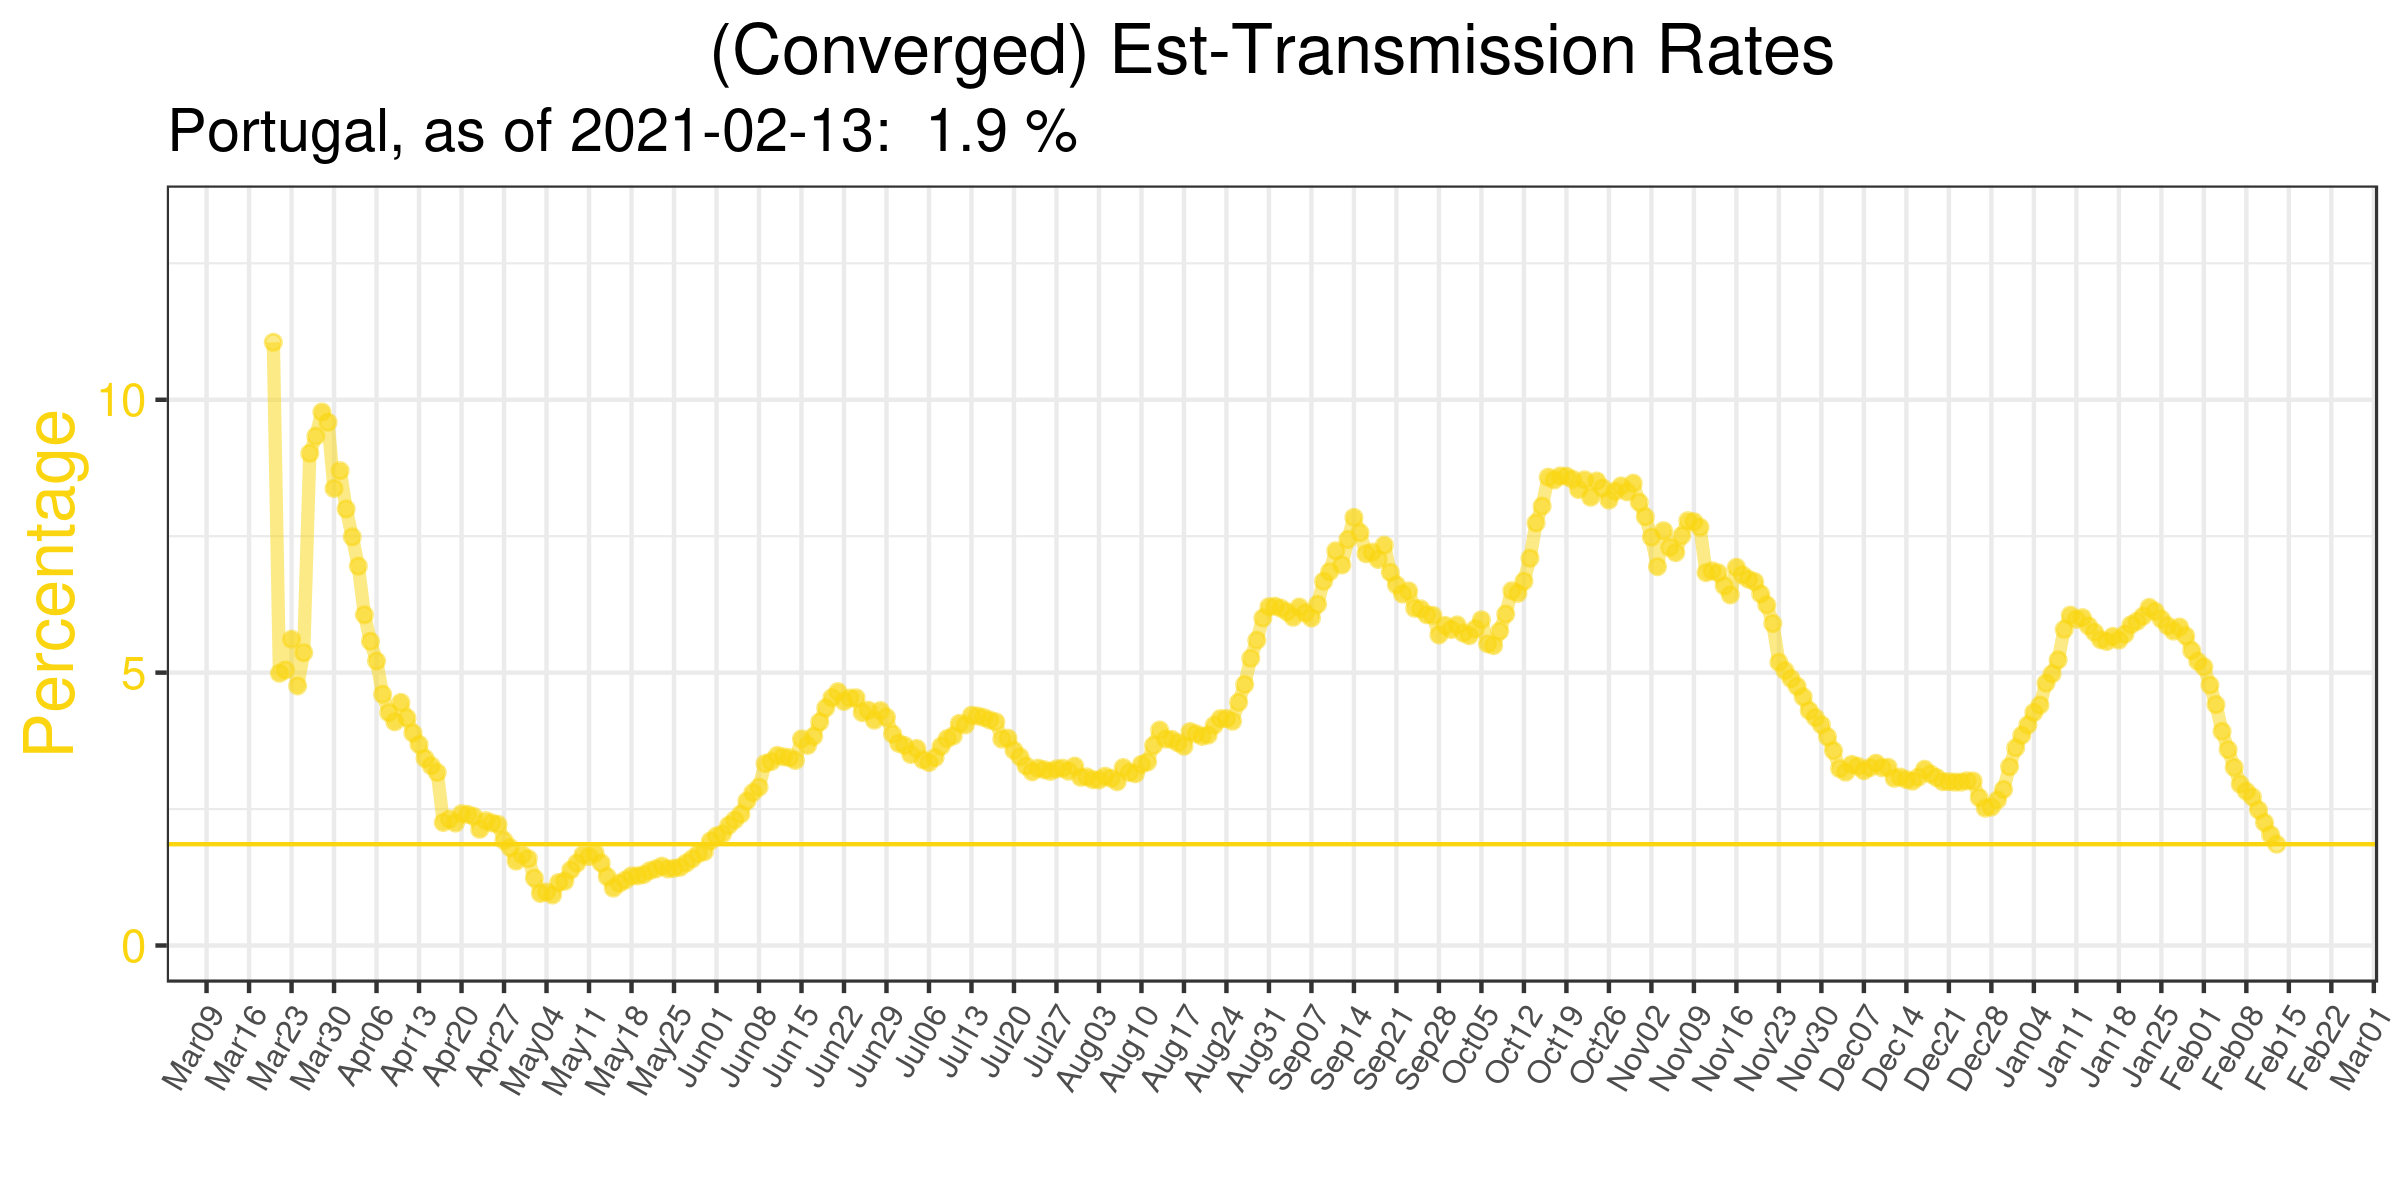 (Converged) Est-Transmission Rates
Portugal, as of 2021-02-13:  1.9 %
Percentage
10
5
0
Mar09
Mar16
Mar23
Mar30
Apr06
Apr13
Apr20
Apr27
May04
May11
May18
May25
Jun01
Jun08
Jun15
Jun22
Jun29
Jul06
Jul13
Jul20
Jul27
Aug03
Aug10
Aug17
Aug24
Aug31
Sep07
Sep14
Sep21
Sep28
Oct05
Oct12
Oct19
Oct26
Nov02
Nov09
Nov16
Nov23
Nov30
Dec07
Dec14
Dec21
Dec28
Jan04
Jan11
Jan18
Jan25
Feb01
Feb08
Feb15
Feb22
Mar01